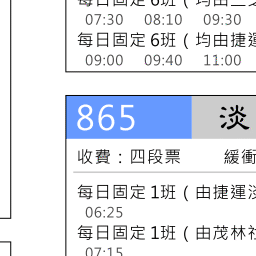 每日固定 6班 ( 均由三
07:30 08:10 09:30
每日固定 6班 ( 均由捷運
09:00 09:40 11:00
865 淡
收費：四段票 緩衝
每日固定 1班 ( 由捷運淡
06:25
每日固定 1班 ( 由茂林社
07:15